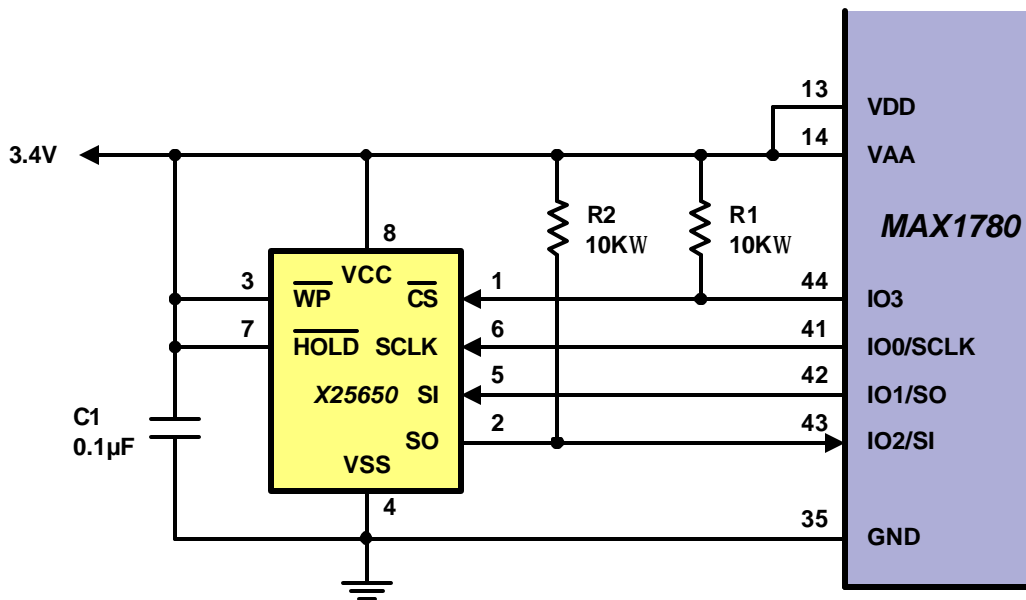 13
VDD
3.4V
14
VAA
R2
10KW
R1
10KW
MAX1780
8
3
WP
VCC
CS
1
44
IO3
7
HOLD
SCLK
6
41
IO0/SCLK
X25650
SI
5
42
IO1/SO
C1
0.1µF
SO
2
43
IO2/SI
VSS
4
35
GND